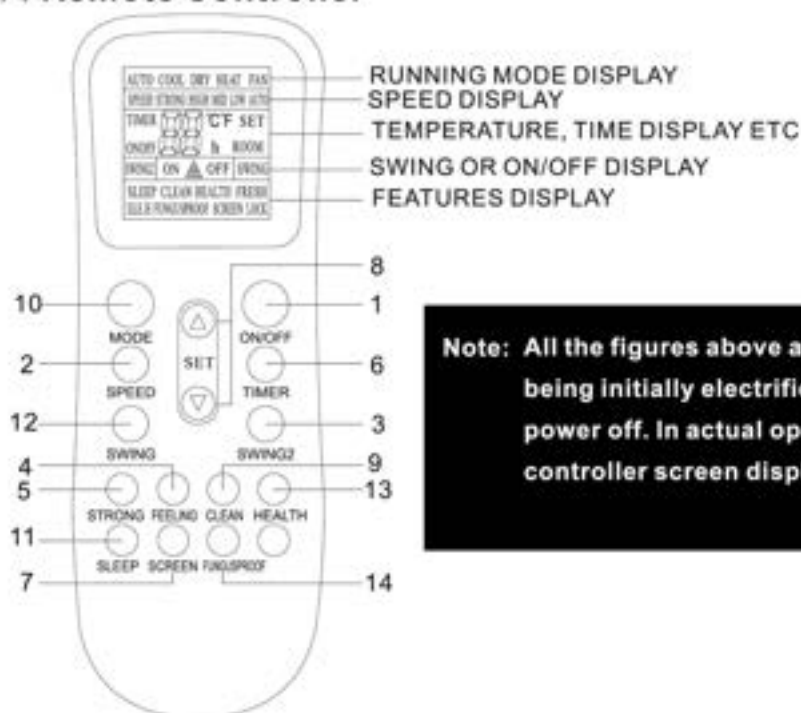 Remote Controller
AUTO COOL DRY HEAT FAN
SPEED STRONG HIGH MID LOW AUTO
TIMER °C°F SET
ON/OFF h ROOM
SWING2 ON OFF SWING
SLEEP CLEAN HEALTH FRESH
FUNGUSPROOF SCREEN LOCK
RUNNING MODE DISPLAY
SPEED DISPLAY
TEMPERATURE, TIME DISPLAY ETC
SWING OR ON/OFF DISPLAY
FEATURES DISPLAY
8
10
1
MODE
ON/OFF
2
SET
6
SPEED
TIMER
12
3
SWING
SWING2
4
9
5
13
STRONG FEELING CLEAN HEALTH
11
SLEEP SCREEN FUNGUSPROOF
7
14
Note: All the figures above a
being initially electrifie
power off. In actual op
controller screen disp